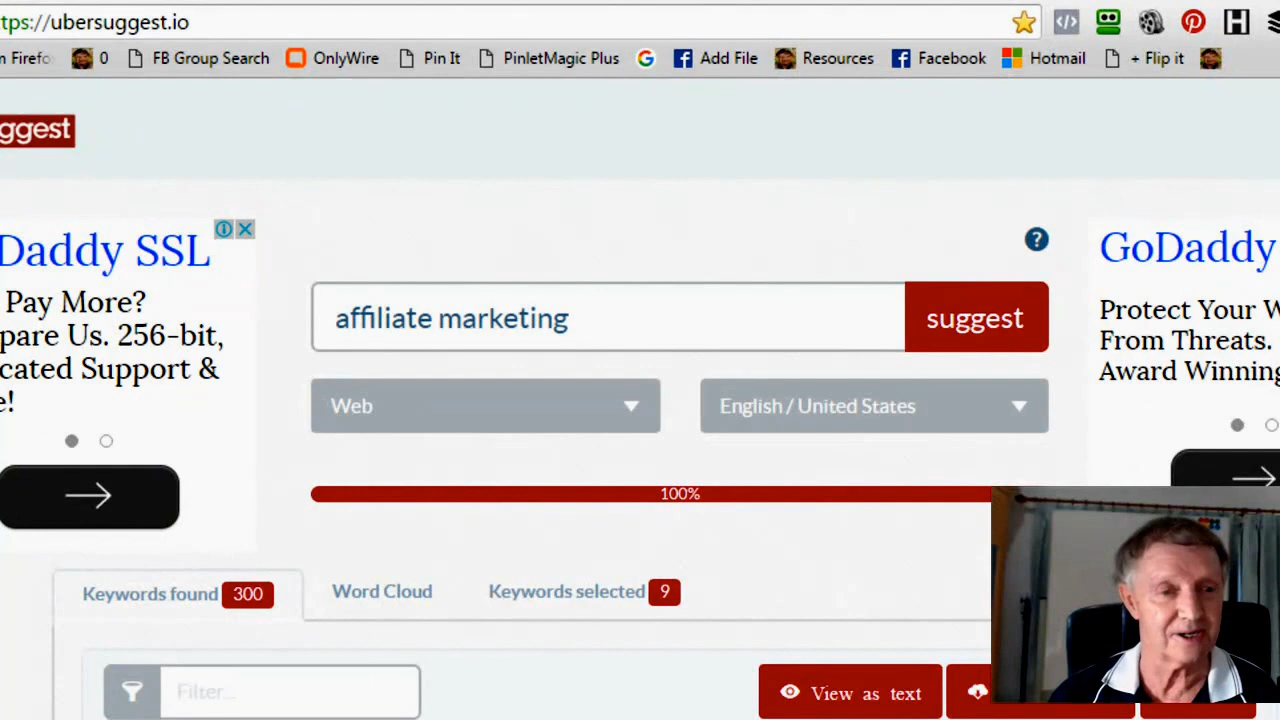 ttps://ubersuggest.io
m Firefo 0 FB Group Search OnlyWire Pin It PinletMagic Plus Add File Resources Facebook Hotmail + Flip it
ggest
Daddy SSL
Pay More?
pare Us. 256-bit,
cated Support &
e!
?
GoDaddy
Protect Your W
From Threats.
Award Winning
affiliate marketing suggest
Web English / United States
100%
Keywords found 300 Word Cloud Keywords selected 9
Filter... View as text